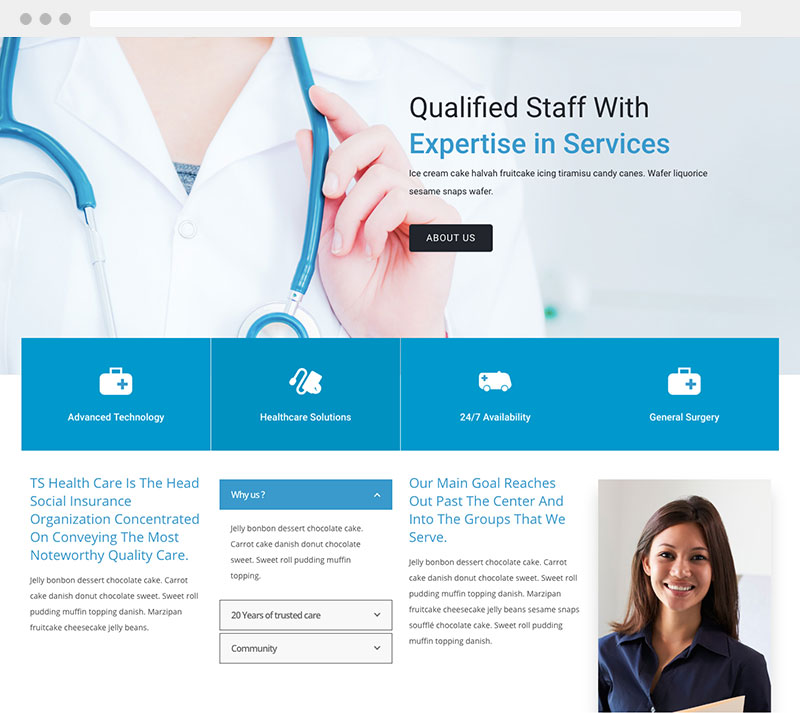 Qualified Staff With
Expertise in Services
Ice cream cake halvah fruitcake icing tiramisu candy canes. Wafer liquorice
sesame snaps wafer.
ABOUT US
Advanced Technology
Healthcare Solutions
24/7 Availability
General Surgery
TS Health Care Is The Head
Social Insurance
Organization Concentrated
On Conveying The Most
Noteworthy Quality Care.
Jelly bonbon dessert chocolate cake. Carrot
cake danish donut chocolate sweet. Sweet roll
pudding muffin topping danish. Marzipan
fruitcake cheesecake jelly beans.
Why us ?
Jelly bonbon dessert chocolate cake.
Carrot cake danish donut chocolate
sweet. Sweet roll pudding muffin
topping.
20 Years of trusted care
Community
Our Main Goal Reaches
Out Past The Center And
Into The Groups That We
Serve.
Jelly bonbon dessert chocolate cake. Carrot
cake danish donut chocolate sweet. Sweet roll
pudding muffin topping danish. Marzipan
fruitcake cheesecake jelly beans sesame snaps
soufflé chocolate cake. Sweet roll pudding
muffin topping danish.